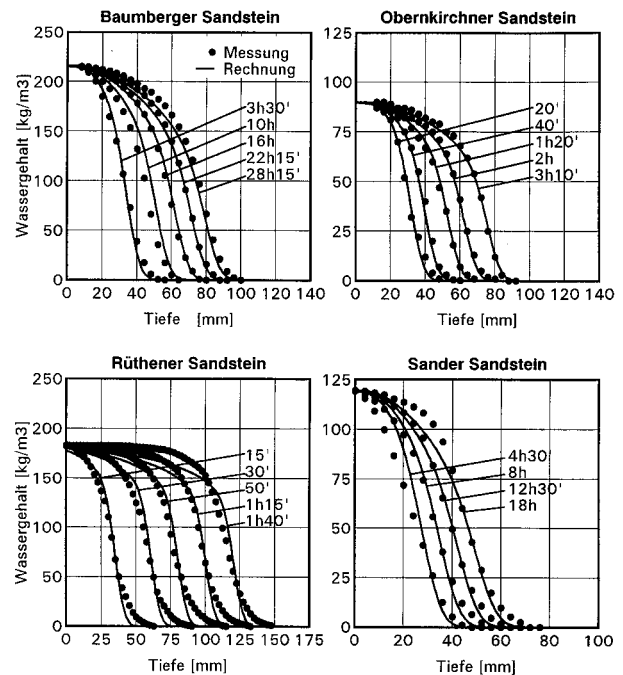 Baumberger Sandstein
250
200
150
100
50
0
Wassergehalt [kg/m3]
Messung
Rechnung
3h30'
10h
16h
22h15'
28h15'
0 20 40 60 80 100 120 140
Tiefe [mm]
Obernkirchner Sandstein
125
100
75
50
25
0
20'
40'
1h20'
2h
3h10'
0 20 40 60 80 100 120 140
Tiefe [mm]
Rüthener Sandstein
250
200
150
100
50
0
Wassergehalt [kg/m3]
15'
30'
50'
1h15'
1h40'
0 25 50 75 100 125 150 175
Tiefe [mm]
Sander Sandstein
125
100
75
50
25
0
4h30'
8h
12h30'
18h
0 20 40 60 80 100
Tiefe [mm]